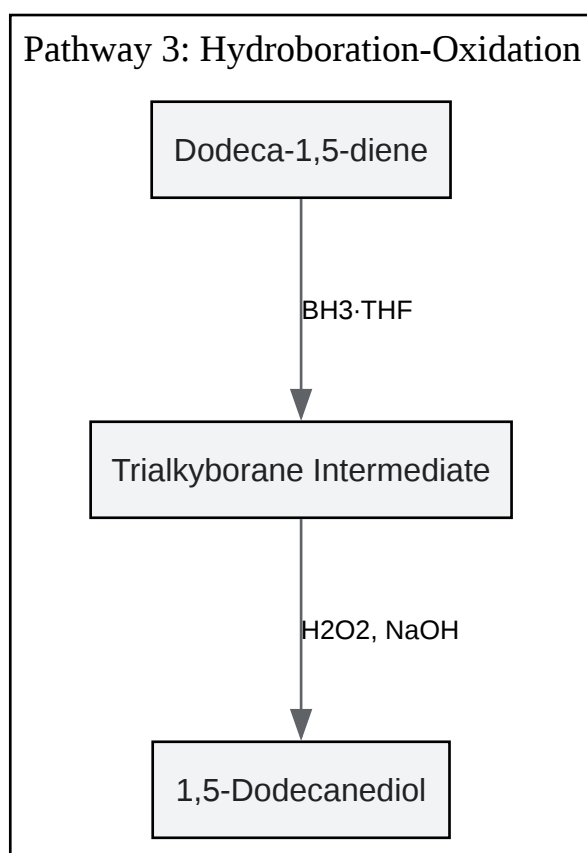 Pathway 3: Hydroboration-Oxidation
Dodeca-1,5-diene
BH3·THF
Trialkyborane Intermediate
H2O2, NaOH
1,5-Dodecanediol